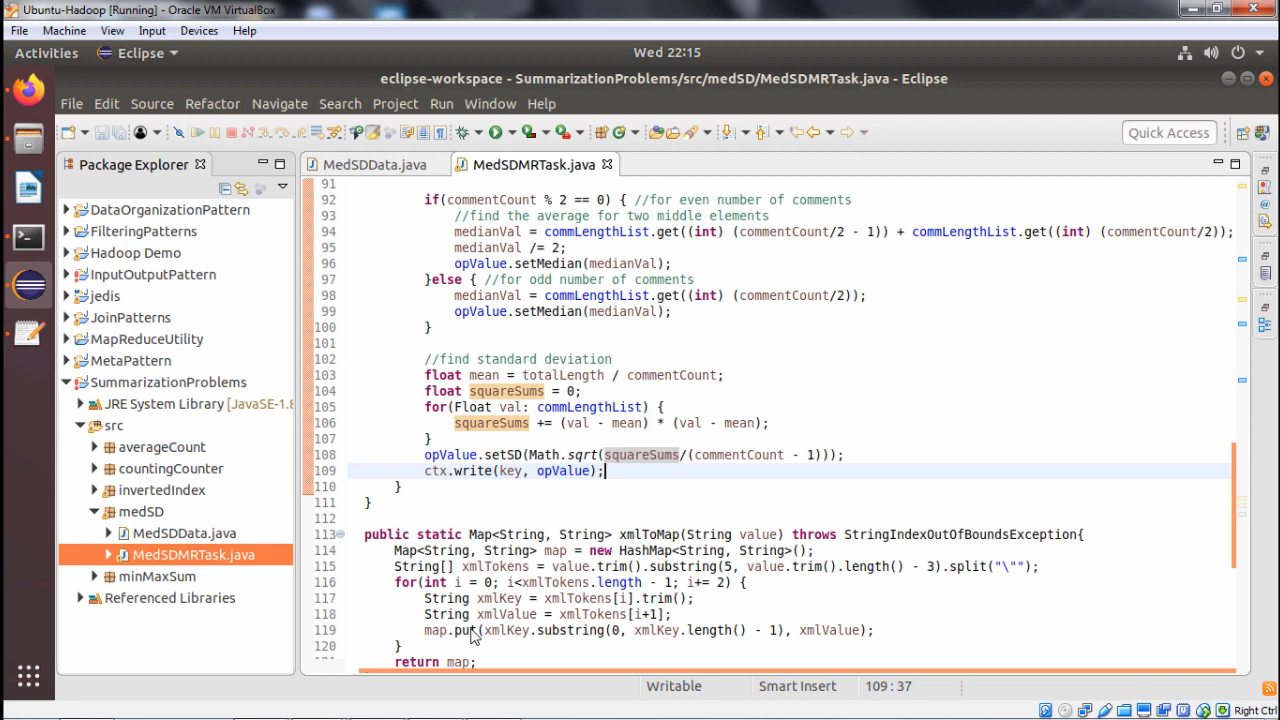 Ubuntu-Hadoop [Running] - Oracle VM VirtualBox
File Machine View Input Devices Help
Activities Eclipse Wed 22:15
eclipse-workspace - SummarizationProblems/src/medSD/MedSDMRTask.java - Eclipse
File Edit Source Refactor Navigate Search Project Run Window Help
Quick Access
Package Explorer
DataOrganizationPattern
FilteringPatterns
Hadoop Demo
InputOutputPattern
jedis
JoinPatterns
MapReduceUtility
MetaPattern
SummarizationProblems
JRE System Library [JavaSE-1.8
src
averageCount
countingCounter
invertedIndex
medSD
MedSDData.java
MedSDMRTask.java
minMaxSum
Referenced Libraries
MedSDData.java MedSDMRTask.java
91
92 if(commentCount % 2 == 0) { //for even number of comments
93 //find the average for two middle elements
94 medianVal = commLengthList.get((int) (commentCount/2 - 1)) + commLengthList.get((int) (commentCount/2));
95 medianVal /= 2;
96 opValue.setMedian(medianVal);
97 }else { //for odd number of comments
98 medianVal = commLengthList.get((int) (commentCount/2));
99 opValue.setMedian(medianVal);
100 }
101
102 //find standard deviation
103 float mean = totalLength / commentCount;
104 float squareSums = 0;
105 for(Float val: commLengthList) {
106 squareSums += (val - mean) * (val - mean);
107 }
108 opValue.setSD(Math.sqrt(squareSums/(commentCount - 1)));
109 ctx.write(key, opValue);
110 }
111 }
112
113 public static Map<String, String> xmlToMap(String value) throws StringIndexOutOfBoundsException{
114 Map<String, String> map = new HashMap<String, String>();
115 String[] xmlTokens = value.trim().substring(5, value.trim().length() - 3).split("\"");
116 for(int i = 0; i<xmlTokens.length - 1; i+= 2) {
117 String xmlKey = xmlTokens[i].trim();
118 String xmlValue = xmlTokens[i+1];
119 map.put(xmlKey.substring(0, xmlKey.length() - 1), xmlValue);
120 }
121 return map;
Writable Smart Insert 109 : 37
Right Ctrl